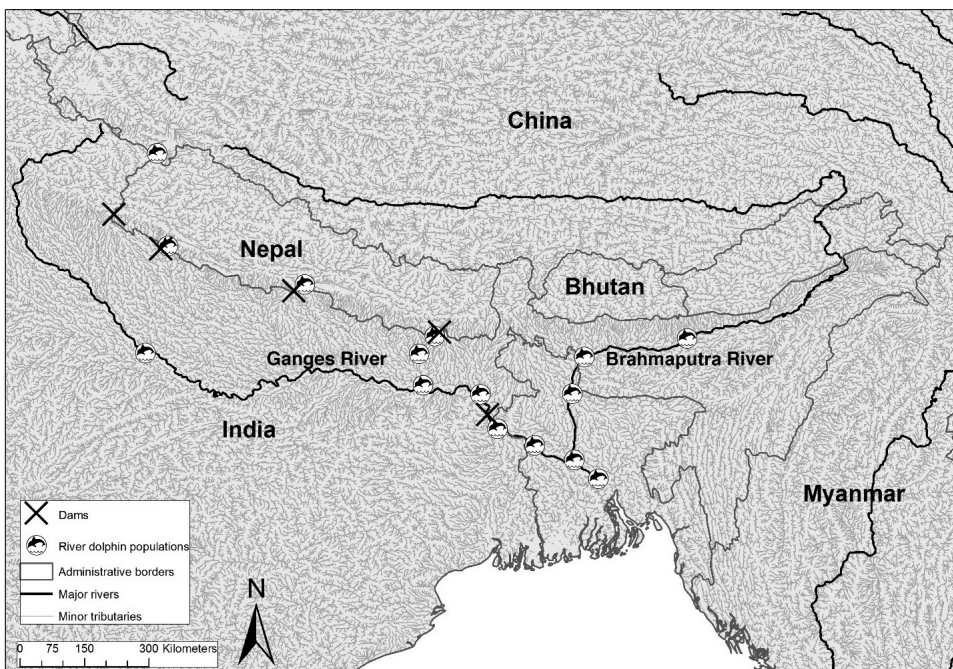 China
Nepal
Bhutan
Ganges River
Brahmaputra River
India
Myanmar
Dams
River dolphin populations
Administrative borders
Major rivers
Minor tributaries
N
0 75 150 300 Kilometers